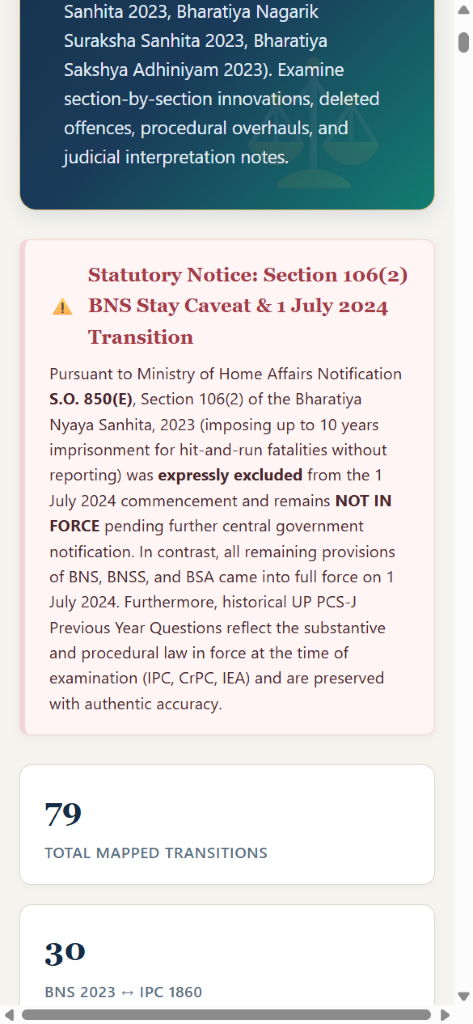 Sanhita 2023, Bharatiya Nagarik
Suraksha Sanhita 2023, Bharatiya
Sakshya Adhiniyam 2023). Examine
section-by-section innovations, deleted
offences, procedural overhauls, and
judicial interpretation notes.
Statutory Notice: Section 106(2)
BNS Stay Caveat & 1 July 2024
Transition
Pursuant to Ministry of Home Affairs Notification
S.O. 850(E), Section 106(2) of the Bharatiya
Nyaya Sanhita, 2023 (imposing up to 10 years
imprisonment for hit-and-run fatalities without
reporting) was expressly excluded from the 1
July 2024 commencement and remains NOT IN
FORCE pending further central government
notification. In contrast, all remaining provisions
of BNS, BNSS, and BSA came into full force on 1
July 2024. Furthermore, historical UP PCS-J
Previous Year Questions reflect the substantive
and procedural law in force at the time of
examination (IPC, CrPC, IEA) and are preserved
with authentic accuracy.
79
TOTAL MAPPED TRANSITIONS
30
BNS 2023 ↔ IPC 1860